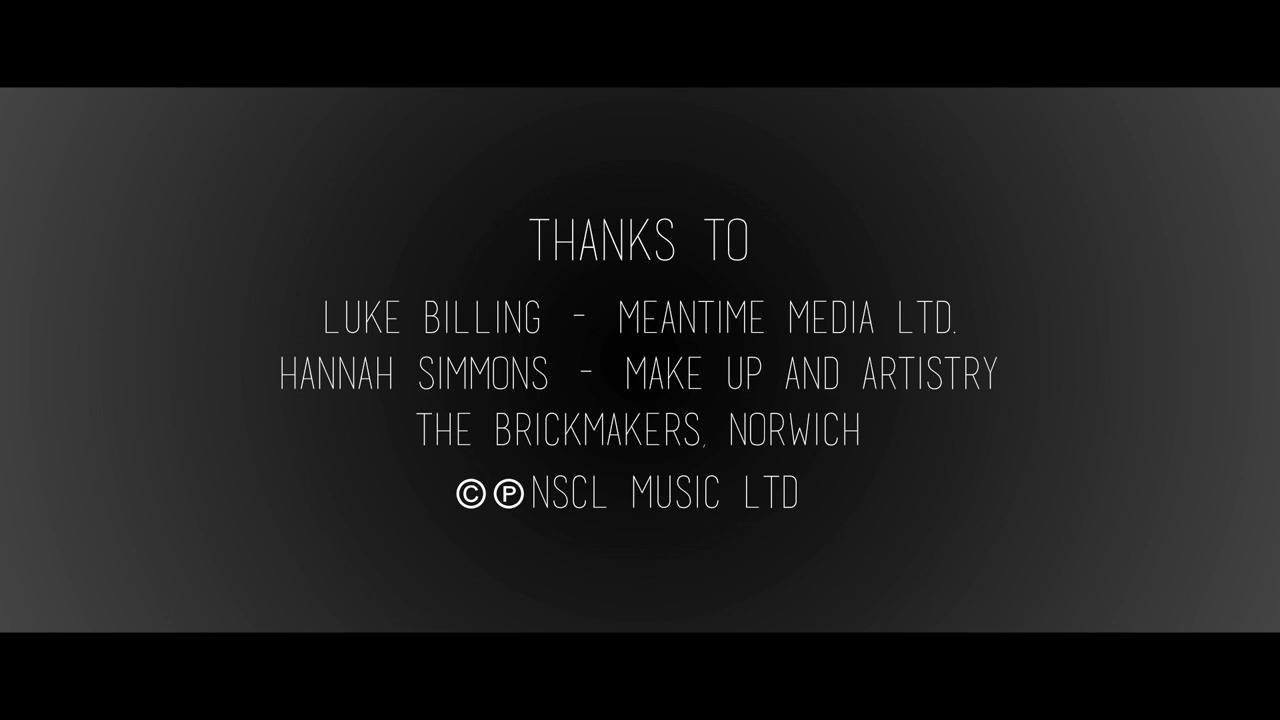 THANKS TO
LUKE BILLING - MEANTIME MEDIA LTD.
HANNAH SIMMONS - MAKE UP AND ARTISTRY
THE BRICKMAKERS, NORWICH
©℗NSCL MUSIC LTD